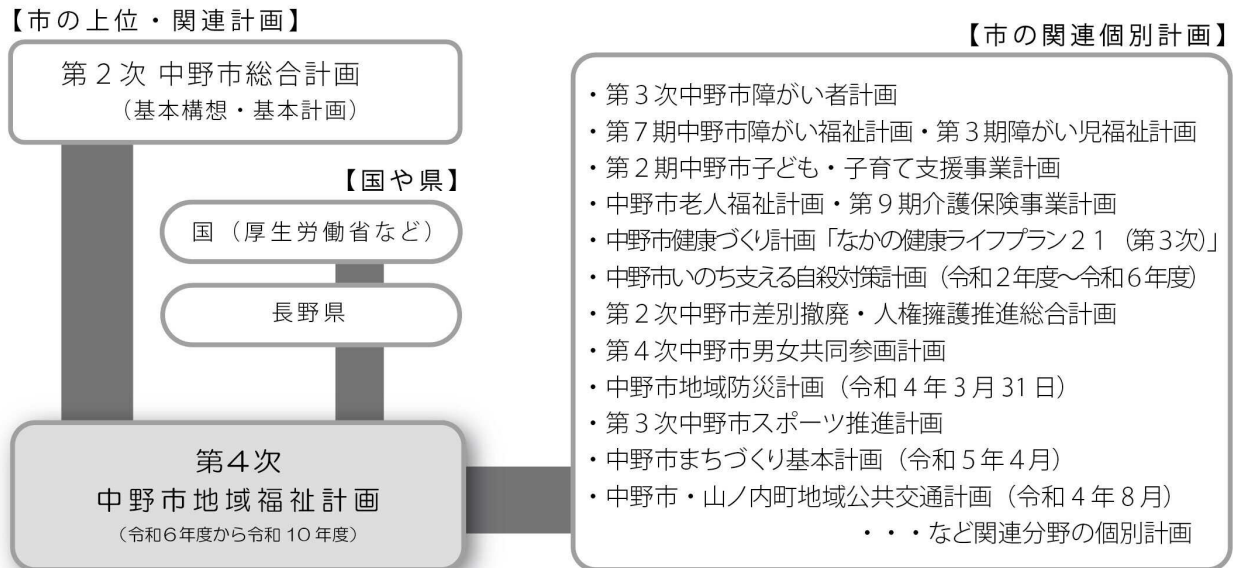 【市の上位・関連計画】
第２次 中野市総合計画
（基本構想・基本計画）
【国や県】
国（厚生労働省など）
長野県
第４次
中野市地域福祉計画
（令和６年度から令和 10 年度）
【市の関連個別計画】
・第３次中野市障がい者計画
・第７期中野市障がい福祉計画・第３期障がい児福祉計画
・第２期中野市子ども・子育て支援事業計画
・中野市老人福祉計画・第９期介護保険事業計画
・中野市健康づくり計画「なかの健康ライフプラン２１（第３次）」
・中野市いのち支える自殺対策計画（令和２年度～令和６年度）
・第２次中野市差別撤廃・人権擁護推進総合計画
・第４次中野市男女共同参画計画
・中野市地域防災計画（令和４年３月 31 日）
・第３次中野市スポーツ推進計画
・中野市まちづくり基本計画（令和５年４月）
・中野市・山ノ内町地域公共交通計画（令和４年８月）
・・・など関連分野の個別計画